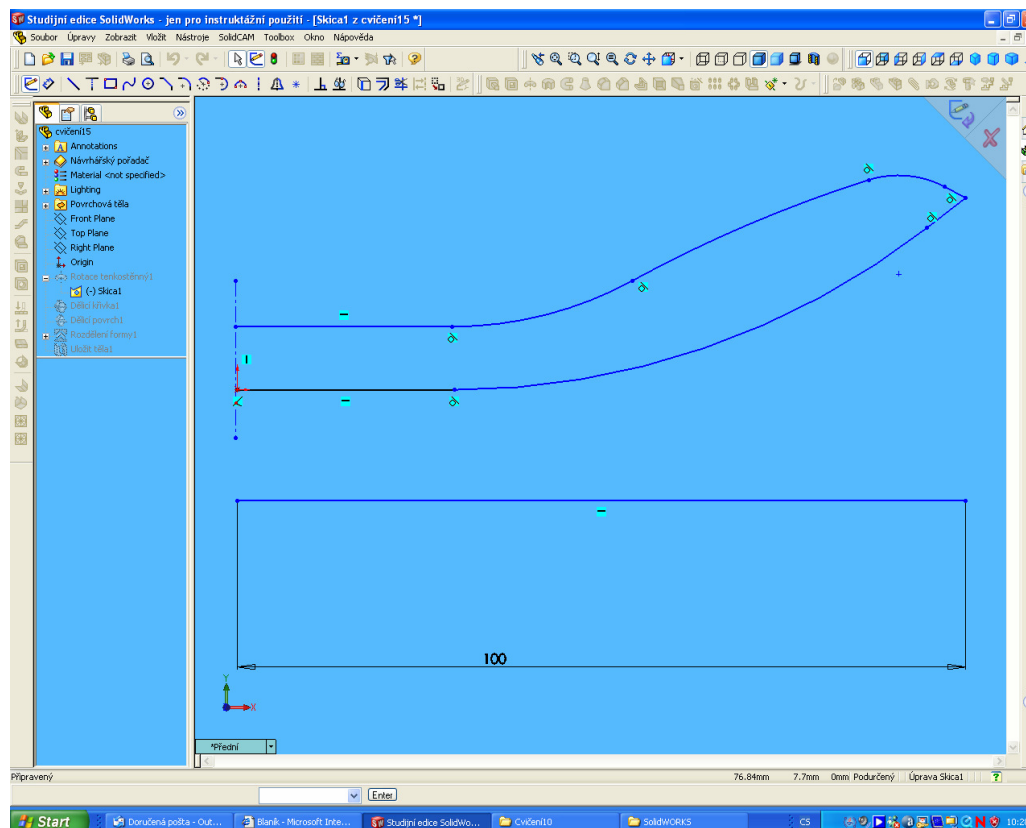 Studijní edice SolidWorks - jen pro instruktážní použití - [Skica1 z cvičení15 *]
Soubor Úpravy Zobrazit Vložit Nástroje SolidCAM Toolbox Okno Nápověda
cvičení15
Annotations
Návrhářský pořadač
Material <not specified>
Lighting
Povrchová těla
Front Plane
Top Plane
Right Plane
Origin
Rotace tenkostěnný1
(-) Skica1
Dělicí křivka1
Dělicí povrch1
Rozdělení formy1
Uložit těla1
100
Y
X
*Přední
Připravený 76.84mm 7.7mm 0mm Podurčený Úprava Skica1
Enter
Start Doručená pošta - Out... Blaník - Microsoft Inte... Studijní edice SolidWo... Cvičení10 SolidWORKS CS